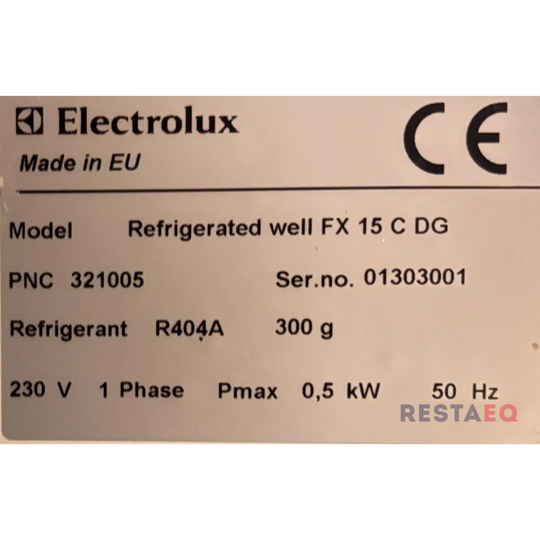 Electrolux
CE
Made in EU
Model Refrigerated well FX 15 C DG
PNC 321005 Ser.no. 01303001
Refrigerant R404A 300 g
230 V 1 Phase Pmax 0,5 kW 50 Hz
RESTAEQ